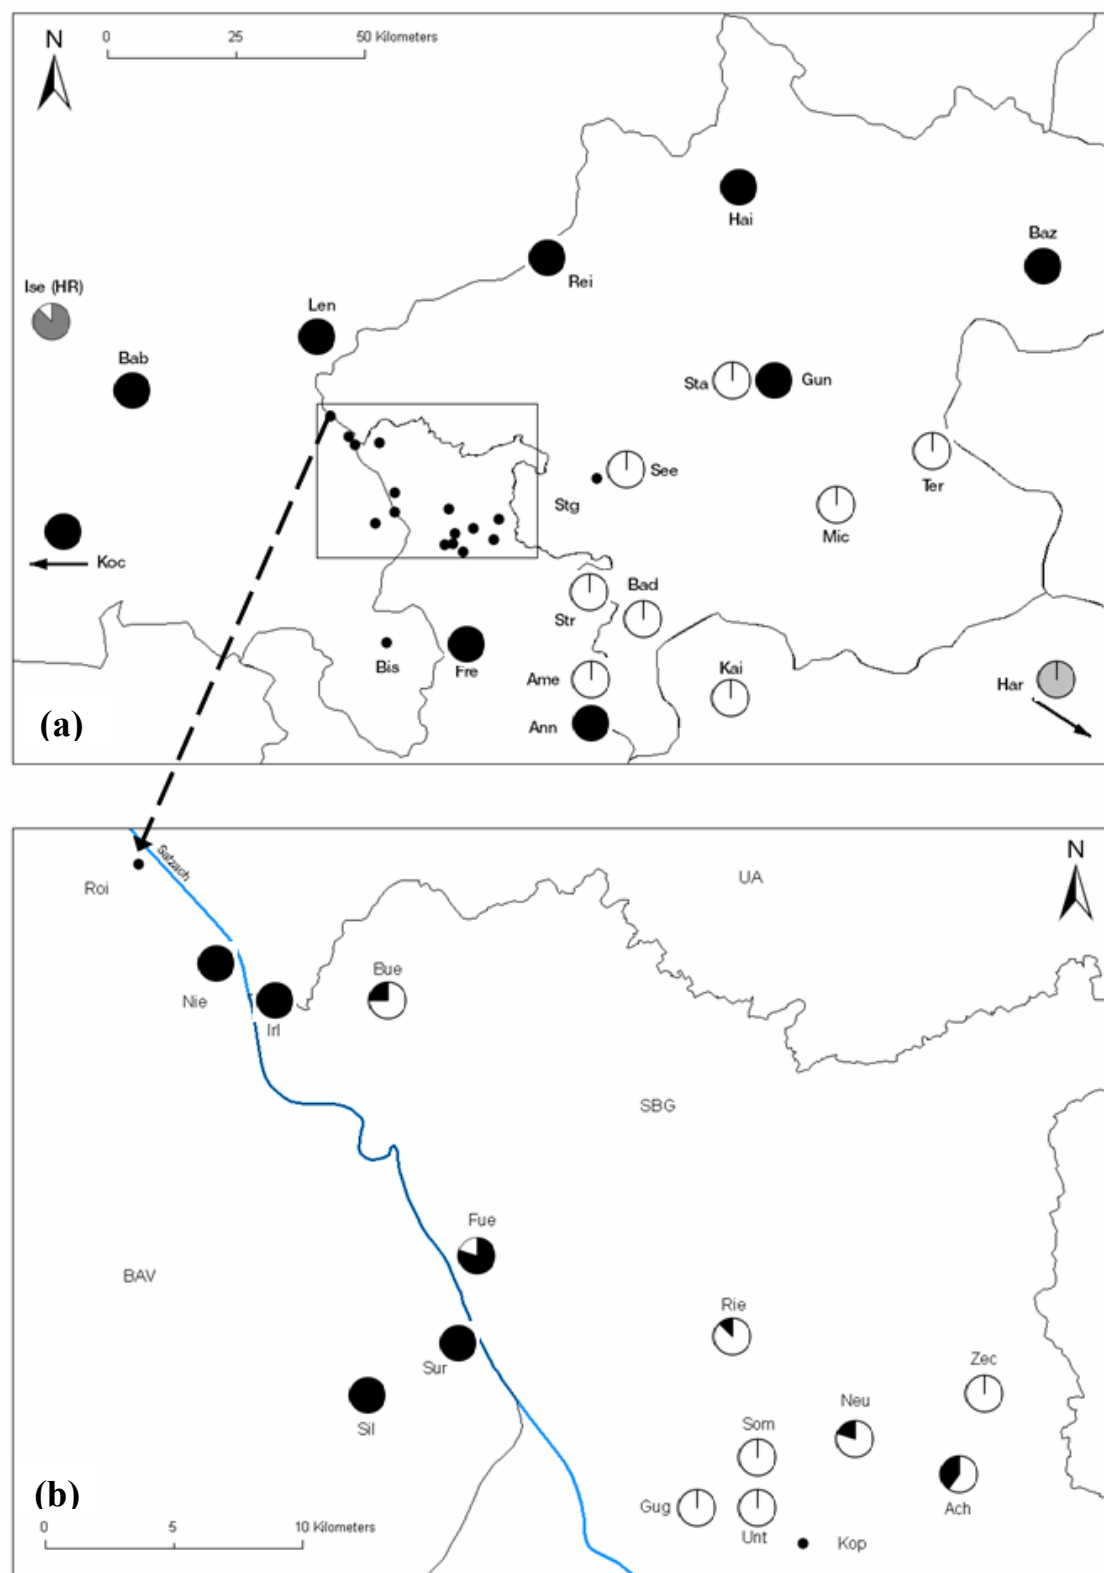 N
0 25 50 Kilometers
Hai
Baz
Rei
Ise (HR)
Len
Bab
Sta
Gun
See
Ter
Stg
Mic
Koc
Bad
Str
Bis
Fre
Ame
Kai
Har
(a)
Ann
Salzach
N
UA
Roi
Bue
Nie
Irl
SBG
Fue
BAV
Rie
Sur
Zec
Neu
Sil
Som
Gug
Ach
(b)
Unt
Kop
0 5 10 Kilometers